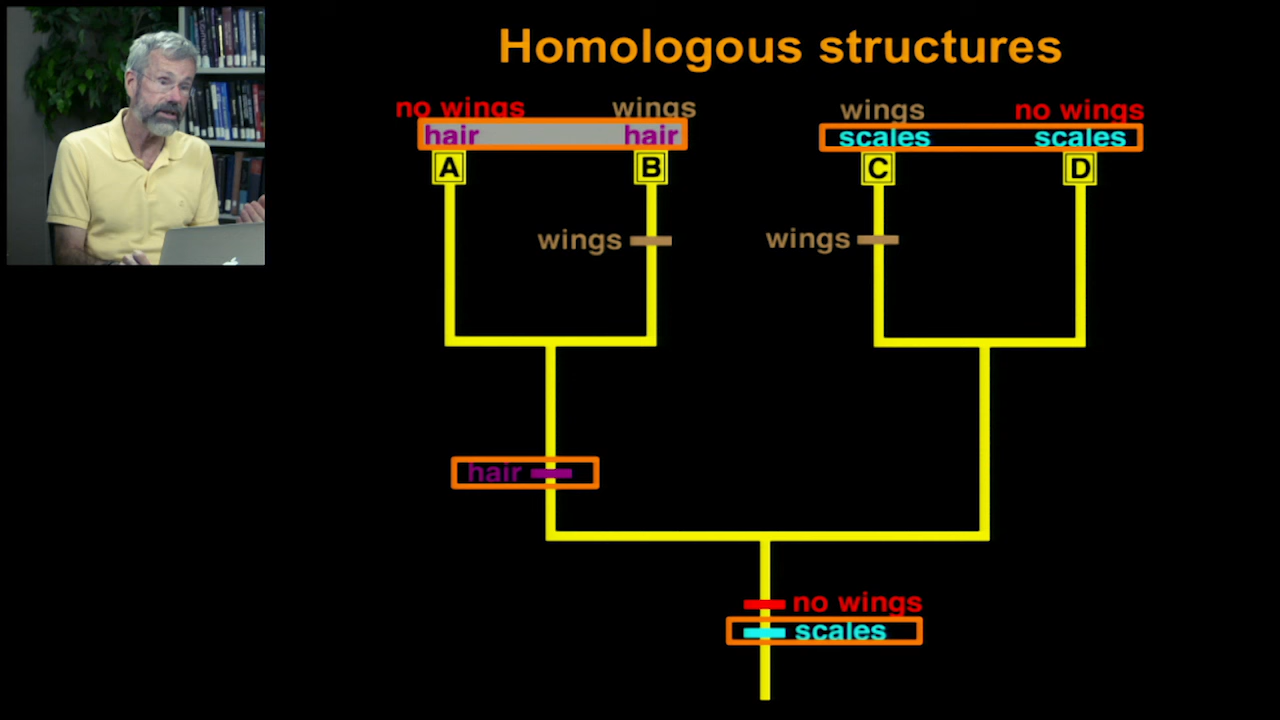 Homologous structures
no wings wings wings no wings
hair hair scales scales
A B C D
wings wings
hair
no wings
scales